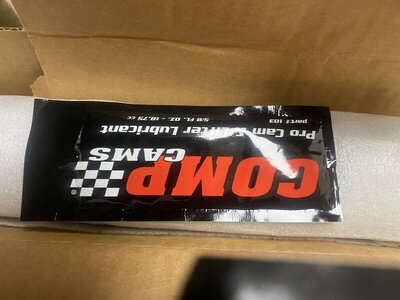 COMP
CAMS
®
Pro Cam & Lifter Lubricant
5/8 FL. OZ. - 18.75 cc
part# 103